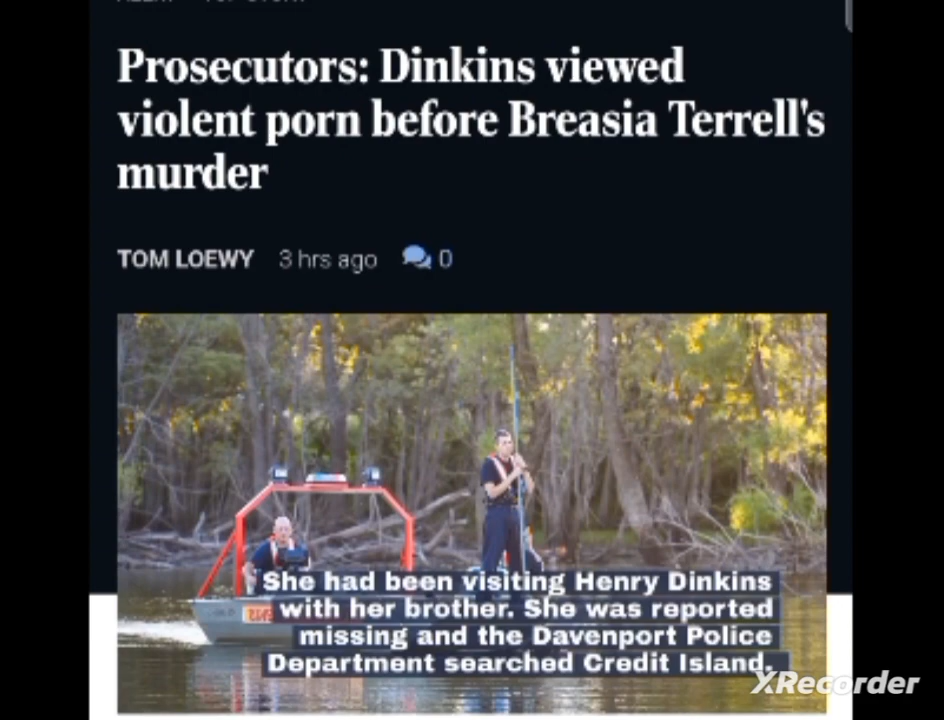 Prosecutors: Dinkins viewed
violent porn before Breasia Terrell's
murder
TOM LOEWY 3 hrs ago 0
She had been visiting Henry Dinkins
with her brother. She was reported
missing and the Davenport Police
Department searched Credit Island.
XRecorder